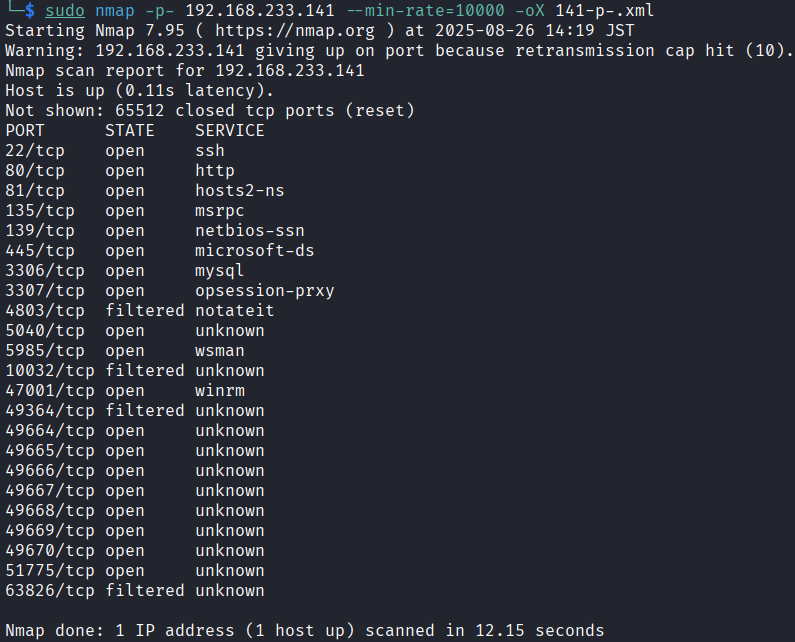 └─$ sudo nmap -p- 192.168.233.141 --min-rate=10000 -oX 141-p-.xml
Starting Nmap 7.95 ( https://nmap.org ) at 2025-08-26 14:19 JST
Warning: 192.168.233.141 giving up on port because retransmission cap hit (10).
Nmap scan report for 192.168.233.141
Host is up (0.11s latency).
Not shown: 65512 closed tcp ports (reset)
PORT      STATE    SERVICE
22/tcp    open     ssh
80/tcp    open     http
81/tcp    open     hosts2-ns
135/tcp   open     msrpc
139/tcp   open     netbios-ssn
445/tcp   open     microsoft-ds
3306/tcp  open     mysql
3307/tcp  open     opsession-prxy
4803/tcp  filtered notateit
5040/tcp  open     unknown
5985/tcp  open     wsman
10032/tcp filtered unknown
47001/tcp open     winrm
49364/tcp filtered unknown
49664/tcp open     unknown
49665/tcp open     unknown
49666/tcp open     unknown
49667/tcp open     unknown
49668/tcp open     unknown
49669/tcp open     unknown
49670/tcp open     unknown
51775/tcp open     unknown
63826/tcp filtered unknown

Nmap done: 1 IP address (1 host up) scanned in 12.15 seconds